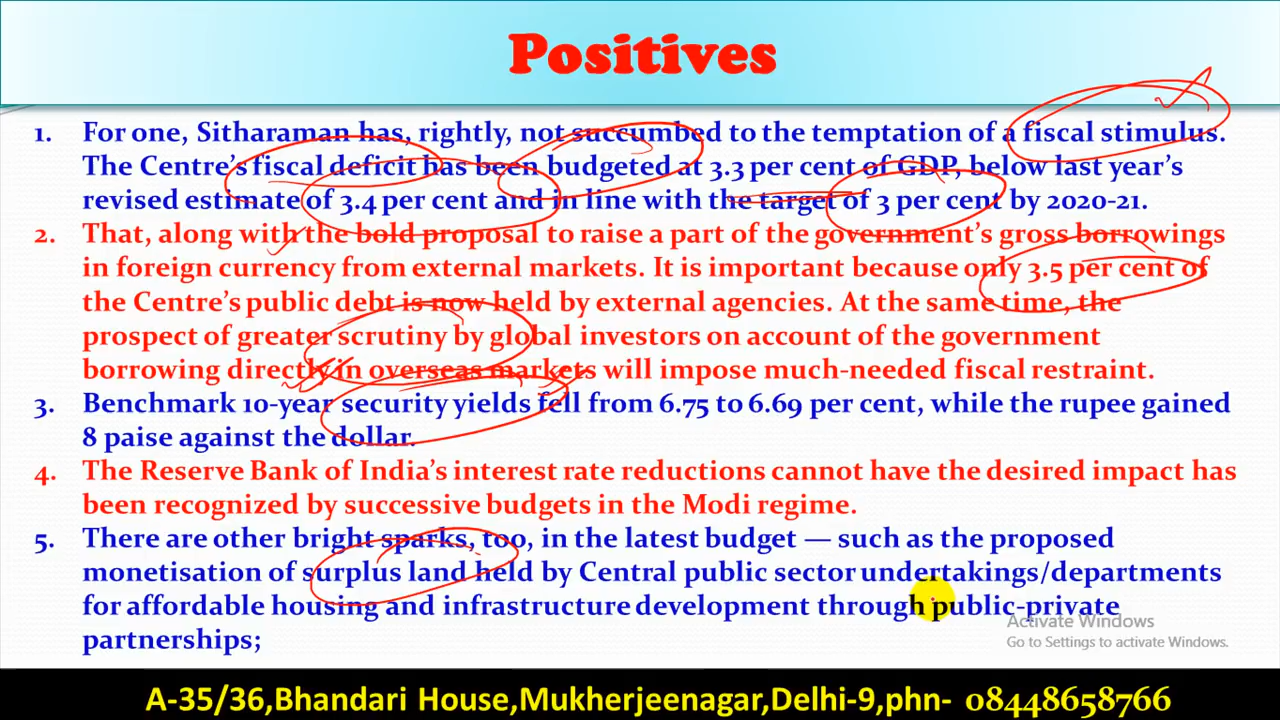 Positives
1. For one, Sitharaman has, rightly, not succumbed to the temptation of a fiscal stimulus.
The Centre's fiscal deficit has been budgeted at 3.3 per cent of GDP, below last year's
revised estimate of 3.4 per cent and in line with the target of 3 per cent by 2020-21.
2. That, along with the bold proposal to raise a part of the government's gross borrowings
in foreign currency from external markets. It is important because only 3.5 per cent of
the Centre's public debt is now held by external agencies. At the same time, the
prospect of greater scrutiny by global investors on account of the government
borrowing directly in overseas markets will impose much-needed fiscal restraint.
3. Benchmark 10-year security yields fell from 6.75 to 6.69 per cent, while the rupee gained
8 paise against the dollar.
4. The Reserve Bank of India's interest rate reductions cannot have the desired impact has
been recognized by successive budgets in the Modi regime.
5. There are other bright sparks, too, in the latest budget — such as the proposed
monetisation of surplus land held by Central public sector undertakings/departments
for affordable housing and infrastructure development through public-private
partnerships;
Activate Windows
Go to Settings to activate Windows.
A-35/36,Bhandari House,Mukherjeenagar,Delhi-9,phn- 08448658766